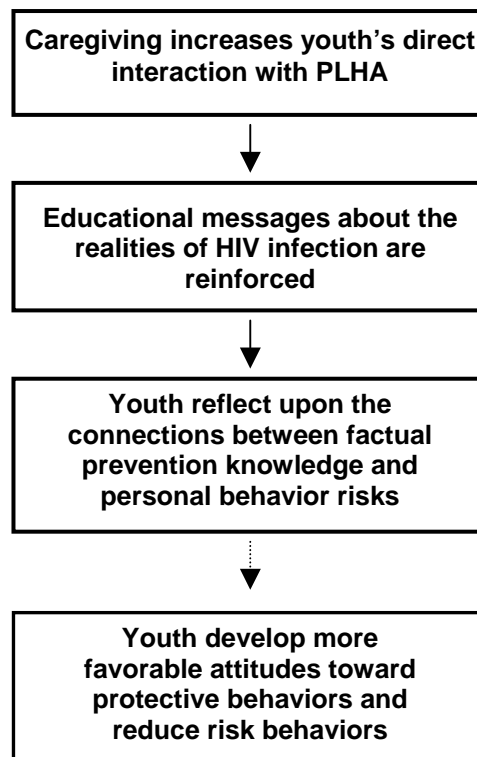 Caregiving increases youth’s direct
interaction with PLHA
Educational messages about the
realities of HIV infection are
reinforced
Youth reflect upon the
connections between factual
prevention knowledge and
personal behavior risks
Youth develop more
favorable attitudes toward
protective behaviors and
reduce risk behaviors